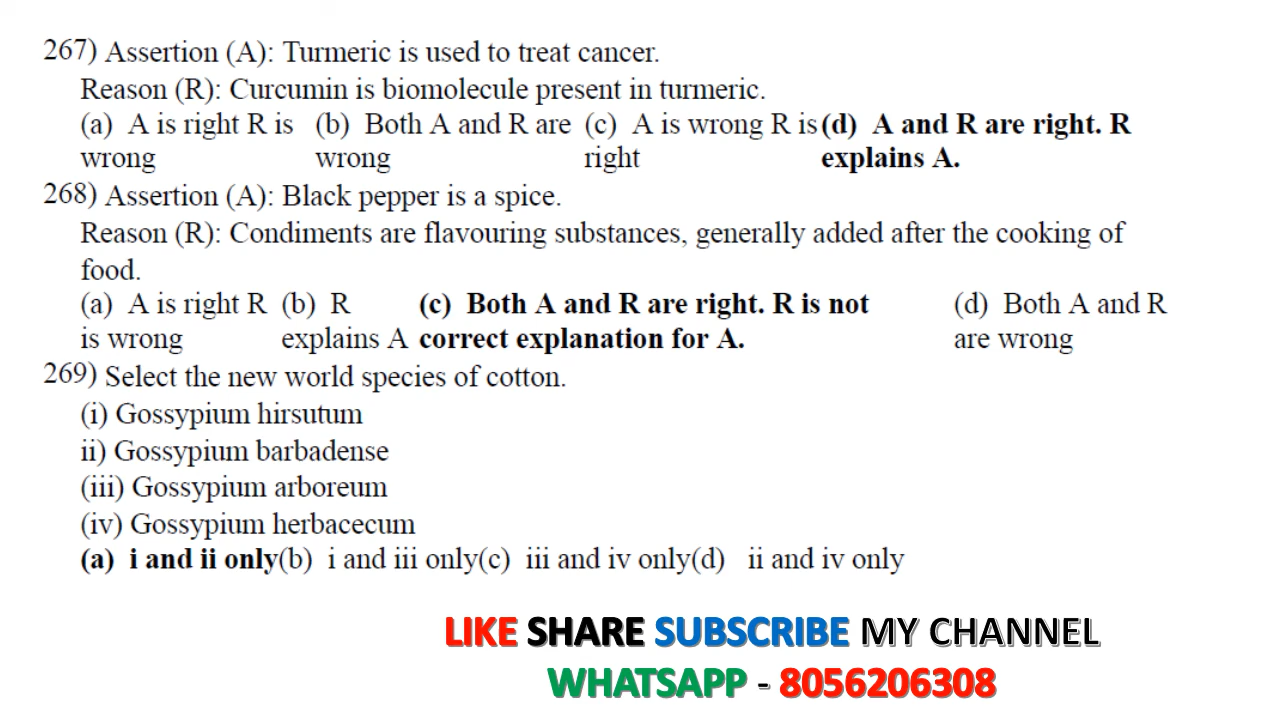 267) Assertion (A): Turmeric is used to treat cancer.
Reason (R): Curcumin is biomolecule present in turmeric.
(a) A is right R is (b) Both A and R are (c) A is wrong R is (d) A and R are right. R
wrong wrong right explains A.
268) Assertion (A): Black pepper is a spice.
Reason (R): Condiments are flavouring substances, generally added after the cooking of
food.
(a) A is right R (b) R (c) Both A and R are right. R is not (d) Both A and R
is wrong explains A correct explanation for A. are wrong
269) Select the new world species of cotton.
(i) Gossypium hirsutum
ii) Gossypium barbadense
(iii) Gossypium arboreum
(iv) Gossypium herbacecum
(a) i and ii only(b) i and iii only(c) iii and iv only(d) ii and iv only
LIKE SHARE SUBSCRIBE MY CHANNEL
WHATSAPP - 8056206308